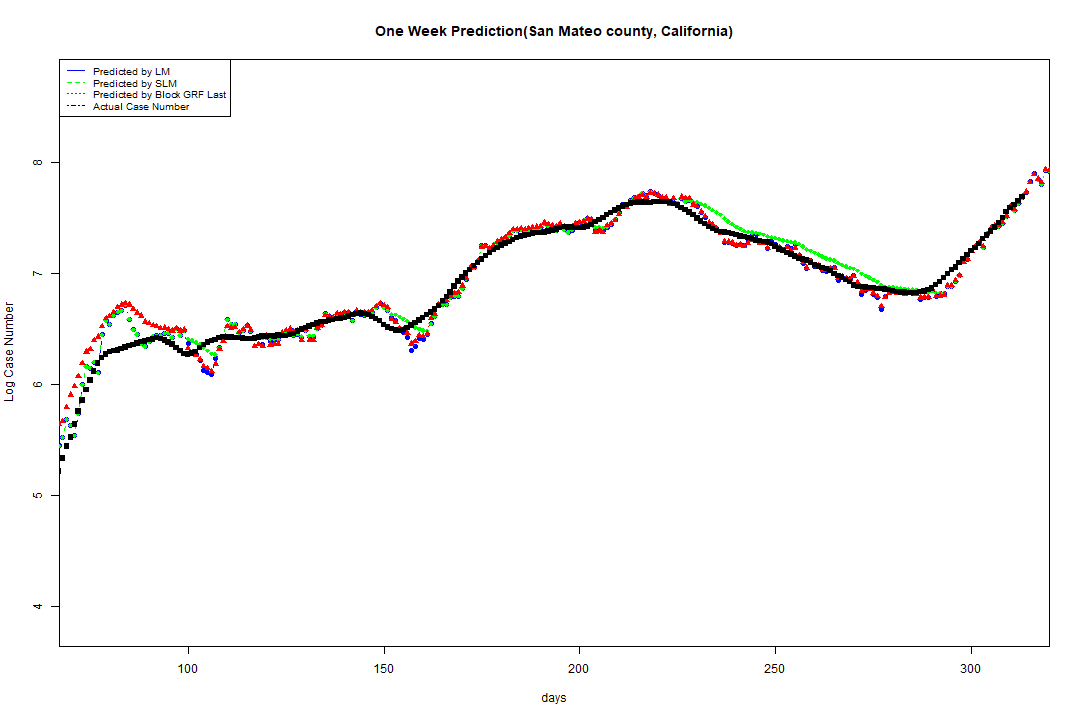 One Week Prediction(San Mateo county, California)
Predicted by LM
Predicted by SLM
Predicted by Block GRF Last
Actual Case Number
8
7
6
5
4
Log Case Number
100 150 200 250 300
days